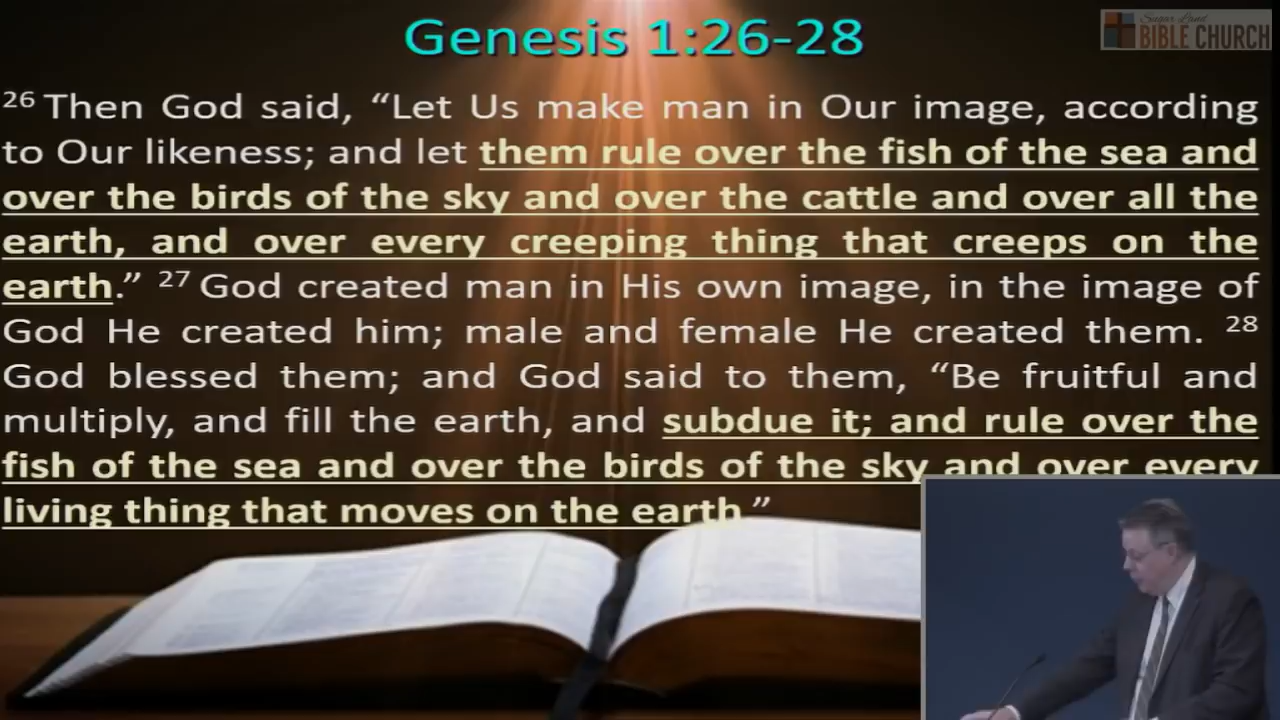 Genesis 1:26-28
Sugar Land
BIBLE CHURCH
26 Then God said, “Let Us make man in Our image, according
to Our likeness; and let them rule over the fish of the sea and
over the birds of the sky and over the cattle and over all the
earth, and over every creeping thing that creeps on the
earth.” 27 God created man in His own image, in the image of
God He created him; male and female He created them. 28
God blessed them; and God said to them, “Be fruitful and
multiply, and fill the earth, and subdue it; and rule over the
fish of the sea and over the birds of the sky and over every
living thing that moves on the earth.”